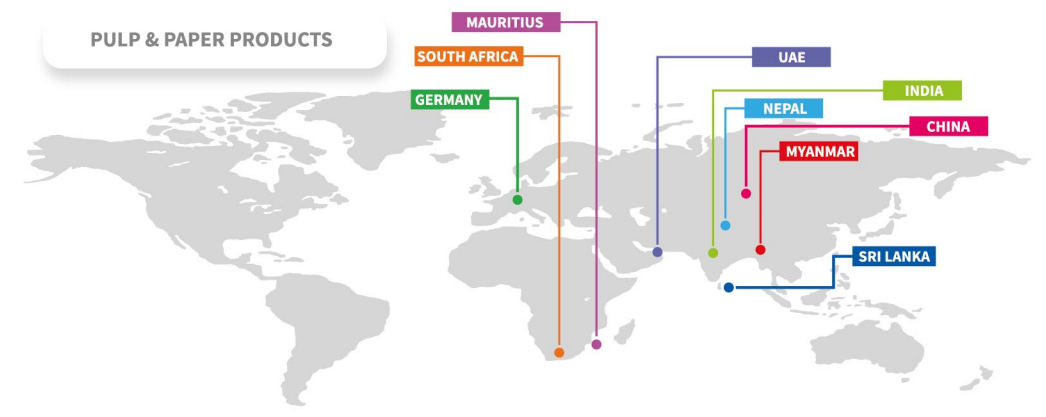 PULP & PAPER PRODUCTS
MAURITIUS
SOUTH AFRICA
GERMANY
UAE
INDIA
NEPAL
CHINA
MYANMAR
SRI LANKA